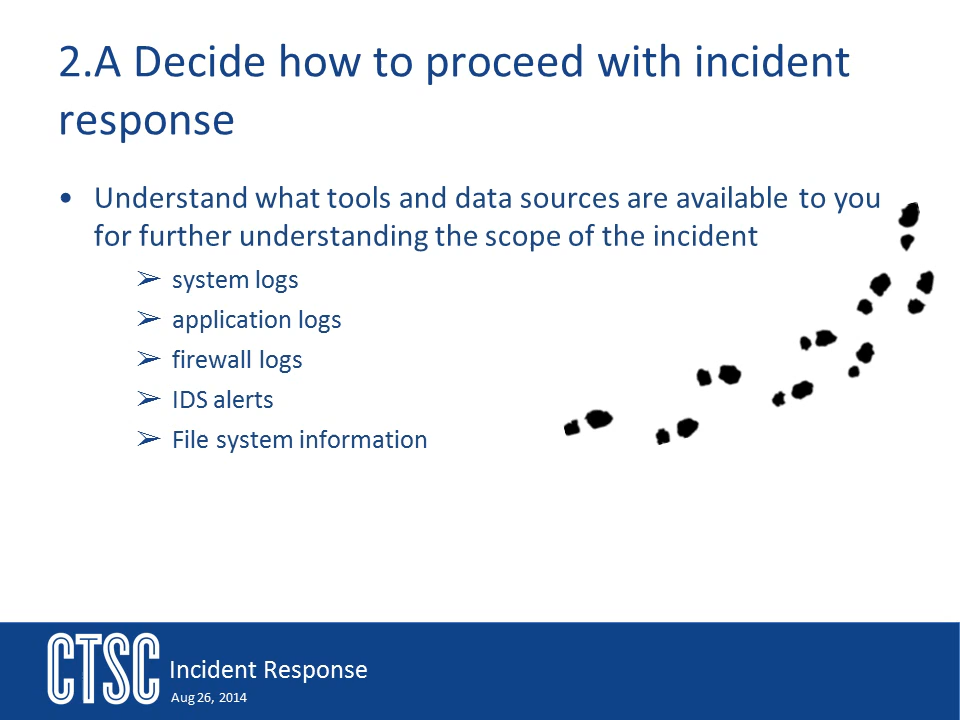 2.A Decide how to proceed with incident
response
• Understand what tools and data sources are available to you
for further understanding the scope of the incident
➢ system logs
➢ application logs
➢ firewall logs
➢ IDS alerts
➢ File system information
CTSC
Incident Response
Aug 26, 2014